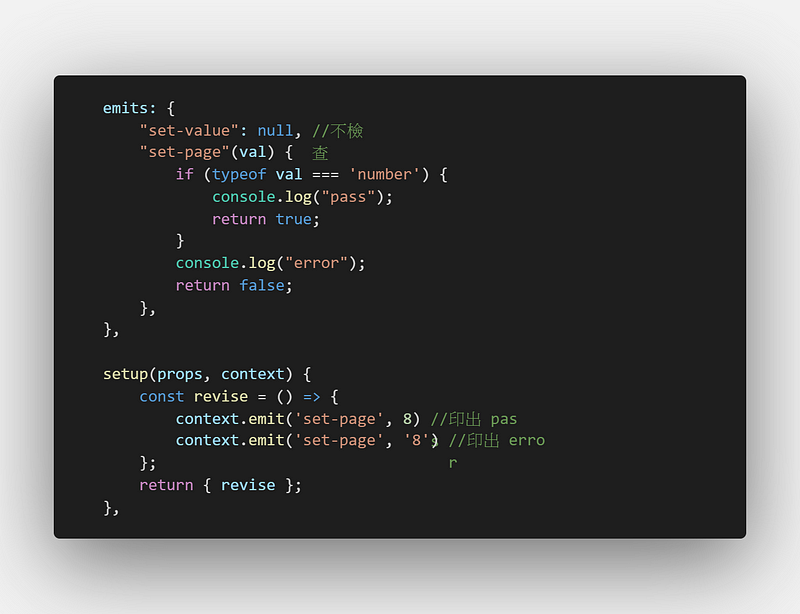 emits: {
    "set-value": null, //不檢
    "set-page"(val) {  查
        if (typeof val === 'number') {
            console.log("pass");
            return true;
        }
        console.log("error");
        return false;
    },
},

setup(props, context) {
    const revise = () => {
        context.emit('set-page', 8) //印出 pas
        context.emit('set-page', '8') //印出 erro
    };                                r
    return { revise };
},